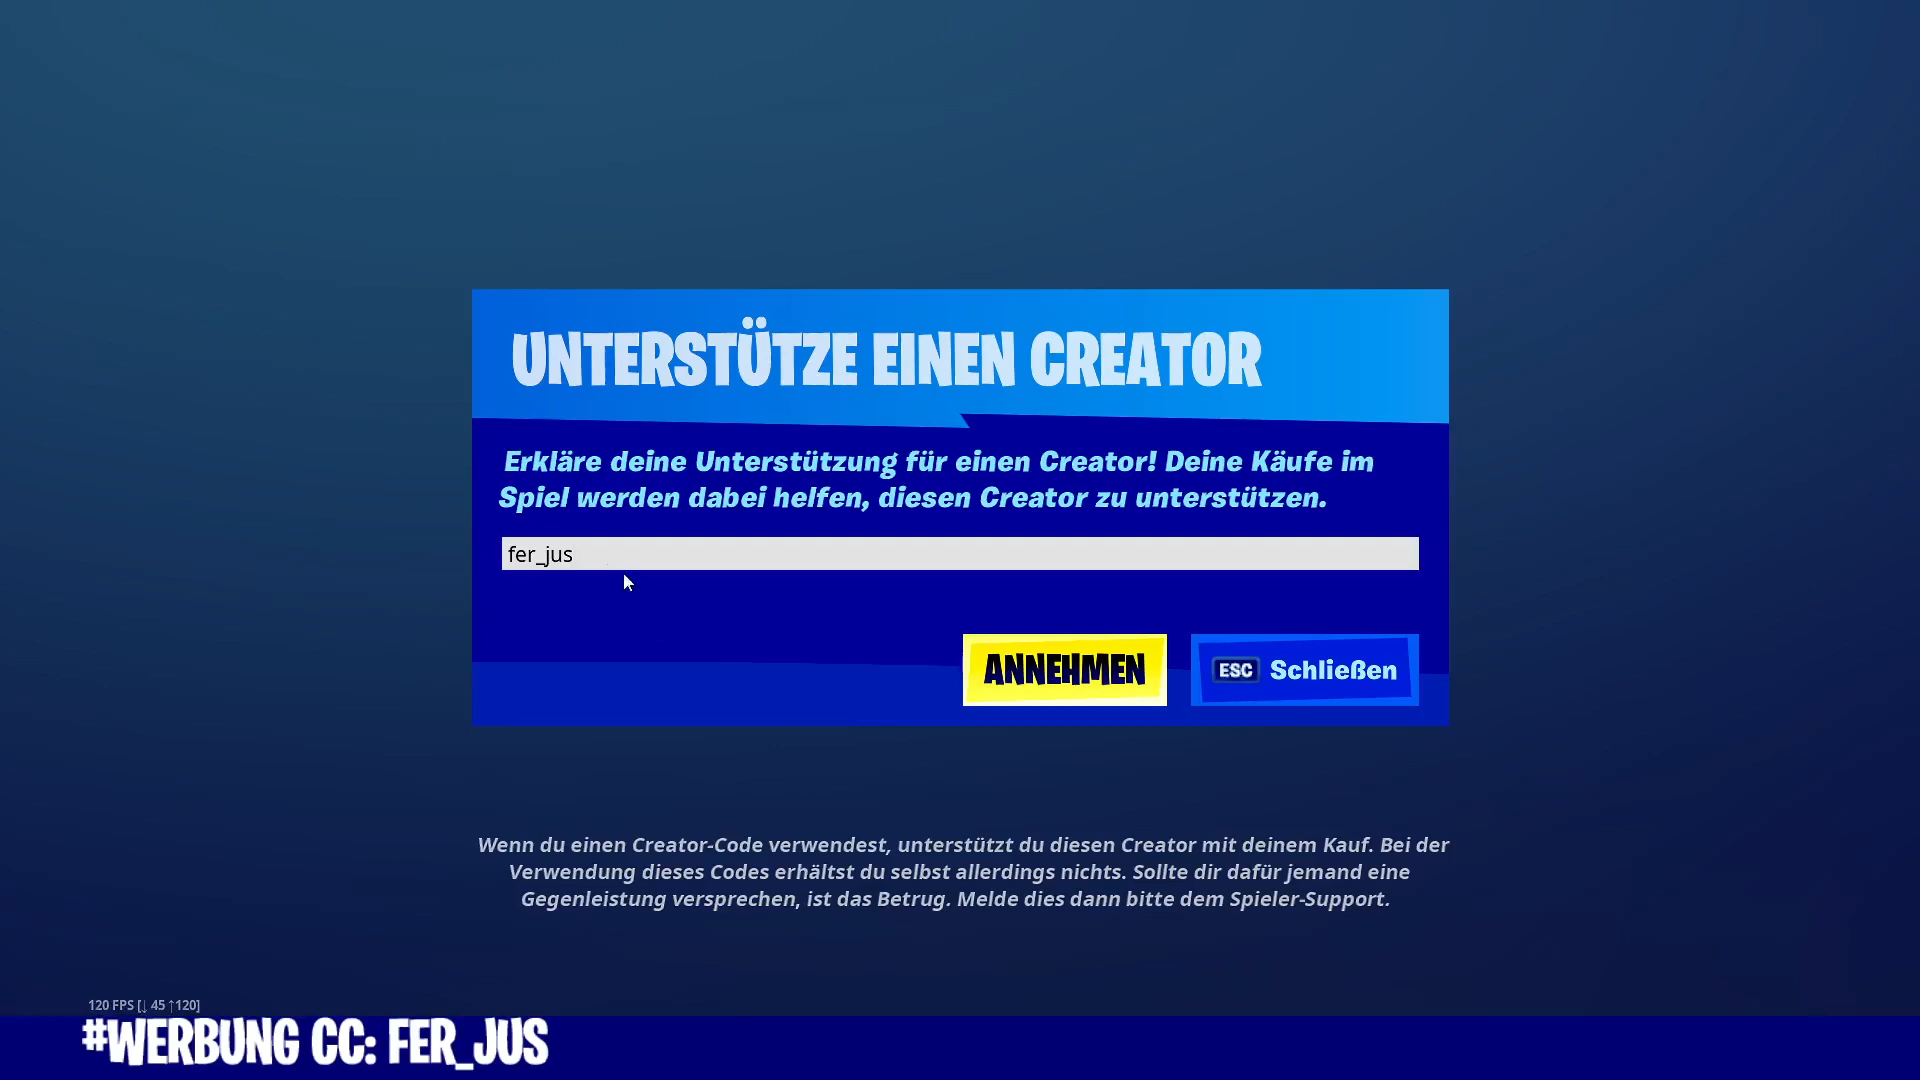 UNTERSTÜTZE EINEN CREATOR
Erkläre deine Unterstützung für einen Creator! Deine Käufe im
Spiel werden dabei helfen, diesen Creator zu unterstützen.
fer_jus
ANNEHMEN
ESC Schließen
Wenn du einen Creator-Code verwendest, unterstützt du diesen Creator mit deinem Kauf. Bei der
Verwendung dieses Codes erhältst du selbst allerdings nichts. Sollte dir dafür jemand eine
Gegenleistung versprechen, ist das Betrug. Melde dies dann bitte dem Spieler-Support.
120 FPS [↓ 45 ↑120]
#WERBUNG CC: FER_JUS